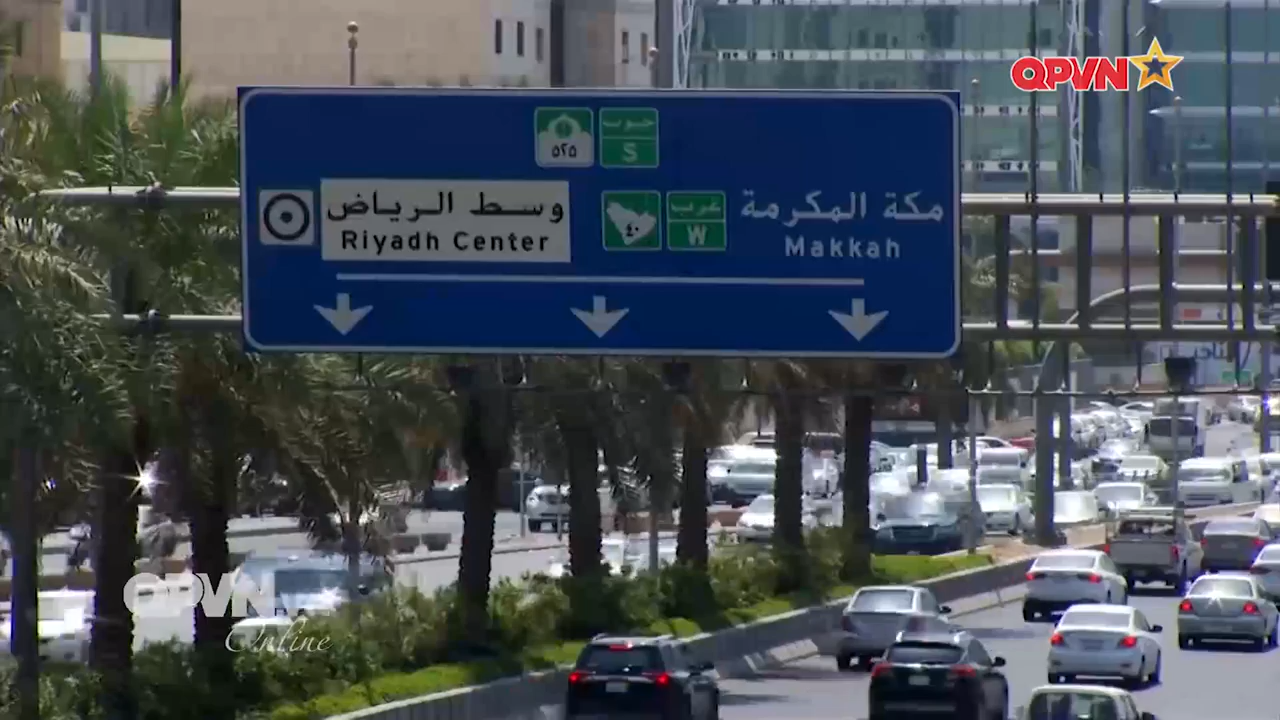 QPVN
٥٢٥
جنوب
S
وسط الرياض
Riyadh Center
٤٠
غرب
W
مكة المكرمة
Makkah
QPVN
Online